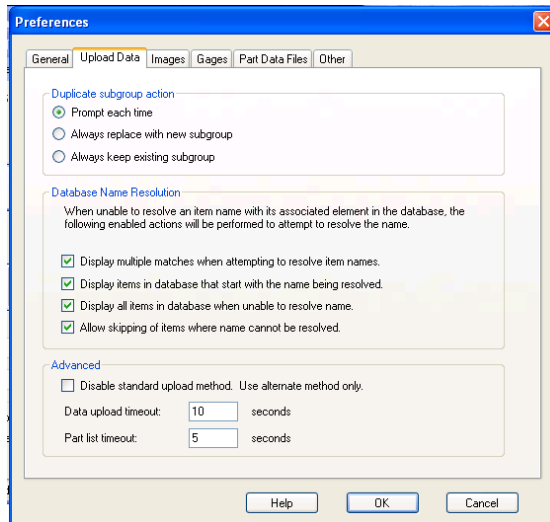 Preferences
General Upload Data Images Gages Part Data Files Other
Duplicate subgroup action
Prompt each time
Always replace with new subgroup
Always keep existing subgroup
Database Name Resolution
When unable to resolve an item name with its associated element in the database, the
following enabled actions will be performed to attempt to resolve the name.
Display multiple matches when attempting to resolve item names.
Display items in database that start with the name being resolved.
Display all items in database when unable to resolve name.
Allow skipping of items where name cannot be resolved.
Advanced
Disable standard upload method. Use alternate method only.
Data upload timeout: 10 seconds
Part list timeout: 5 seconds
Help OK Cancel